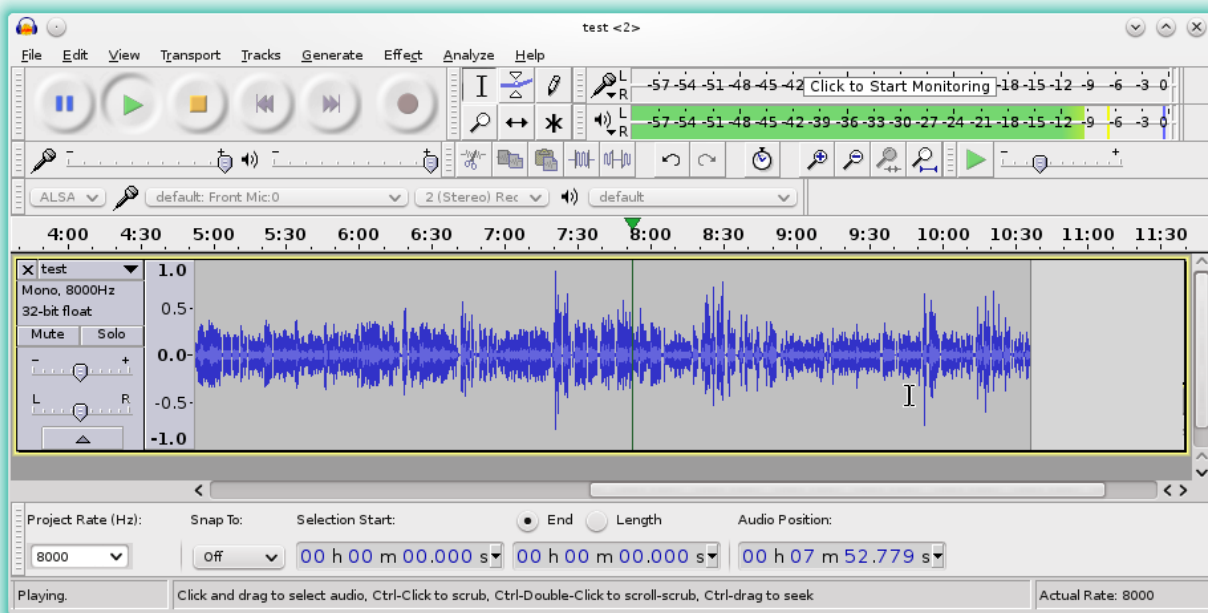 test <2>
File Edit View Transport Tracks Generate Effect Analyze Help
L
R
-57 -54 -51 -48 -45 -42 Click to Start Monitoring -18 -15 -12 -9 -6 -3 0
L
R
-57 -54 -51 -48 -45 -42 -39 -36 -33 -30 -27 -24 -21 -18 -15 -12 -9 -6 -3 0
- + - + - +
ALSA default: Front Mic:0 2 (Stereo) Rec default
4:00 4:30 5:00 5:30 6:00 6:30 7:00 7:30 8:00 8:30 9:00 9:30 10:00 10:30 11:00 11:30
X test 1.0
Mono, 8000Hz
32-bit float 0.5-
Mute Solo
- + 0.0-
L R -0.5-
-1.0
Project Rate (Hz): Snap To: Selection Start: End Length Audio Position:
8000 Off 00 h 00 m 00.000 s 00 h 00 m 00.000 s 00 h 07 m 52.779 s
Playing. Click and drag to select audio, Ctrl-Click to scrub, Ctrl-Double-Click to scroll-scrub, Ctrl-drag to seek Actual Rate: 8000